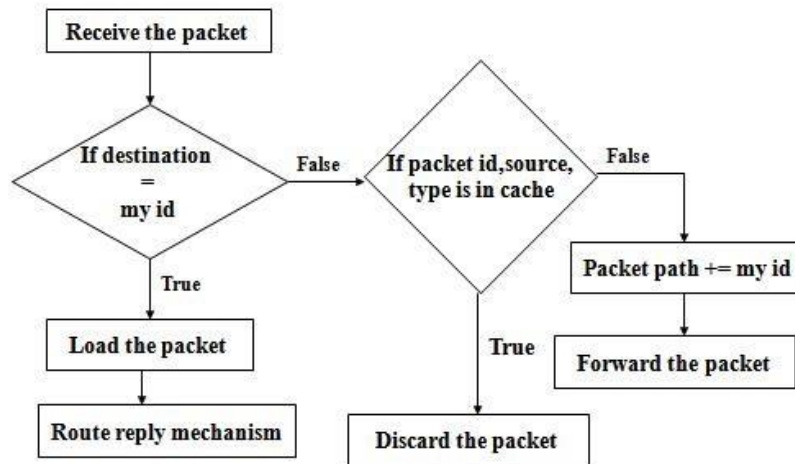 Receive the packet
If destination
=
my id
False
True
Load the packet
Route reply mechanism
If packet id,source,
type is in cache
False
Packet path += my id
Forward the packet
True
Discard the packet